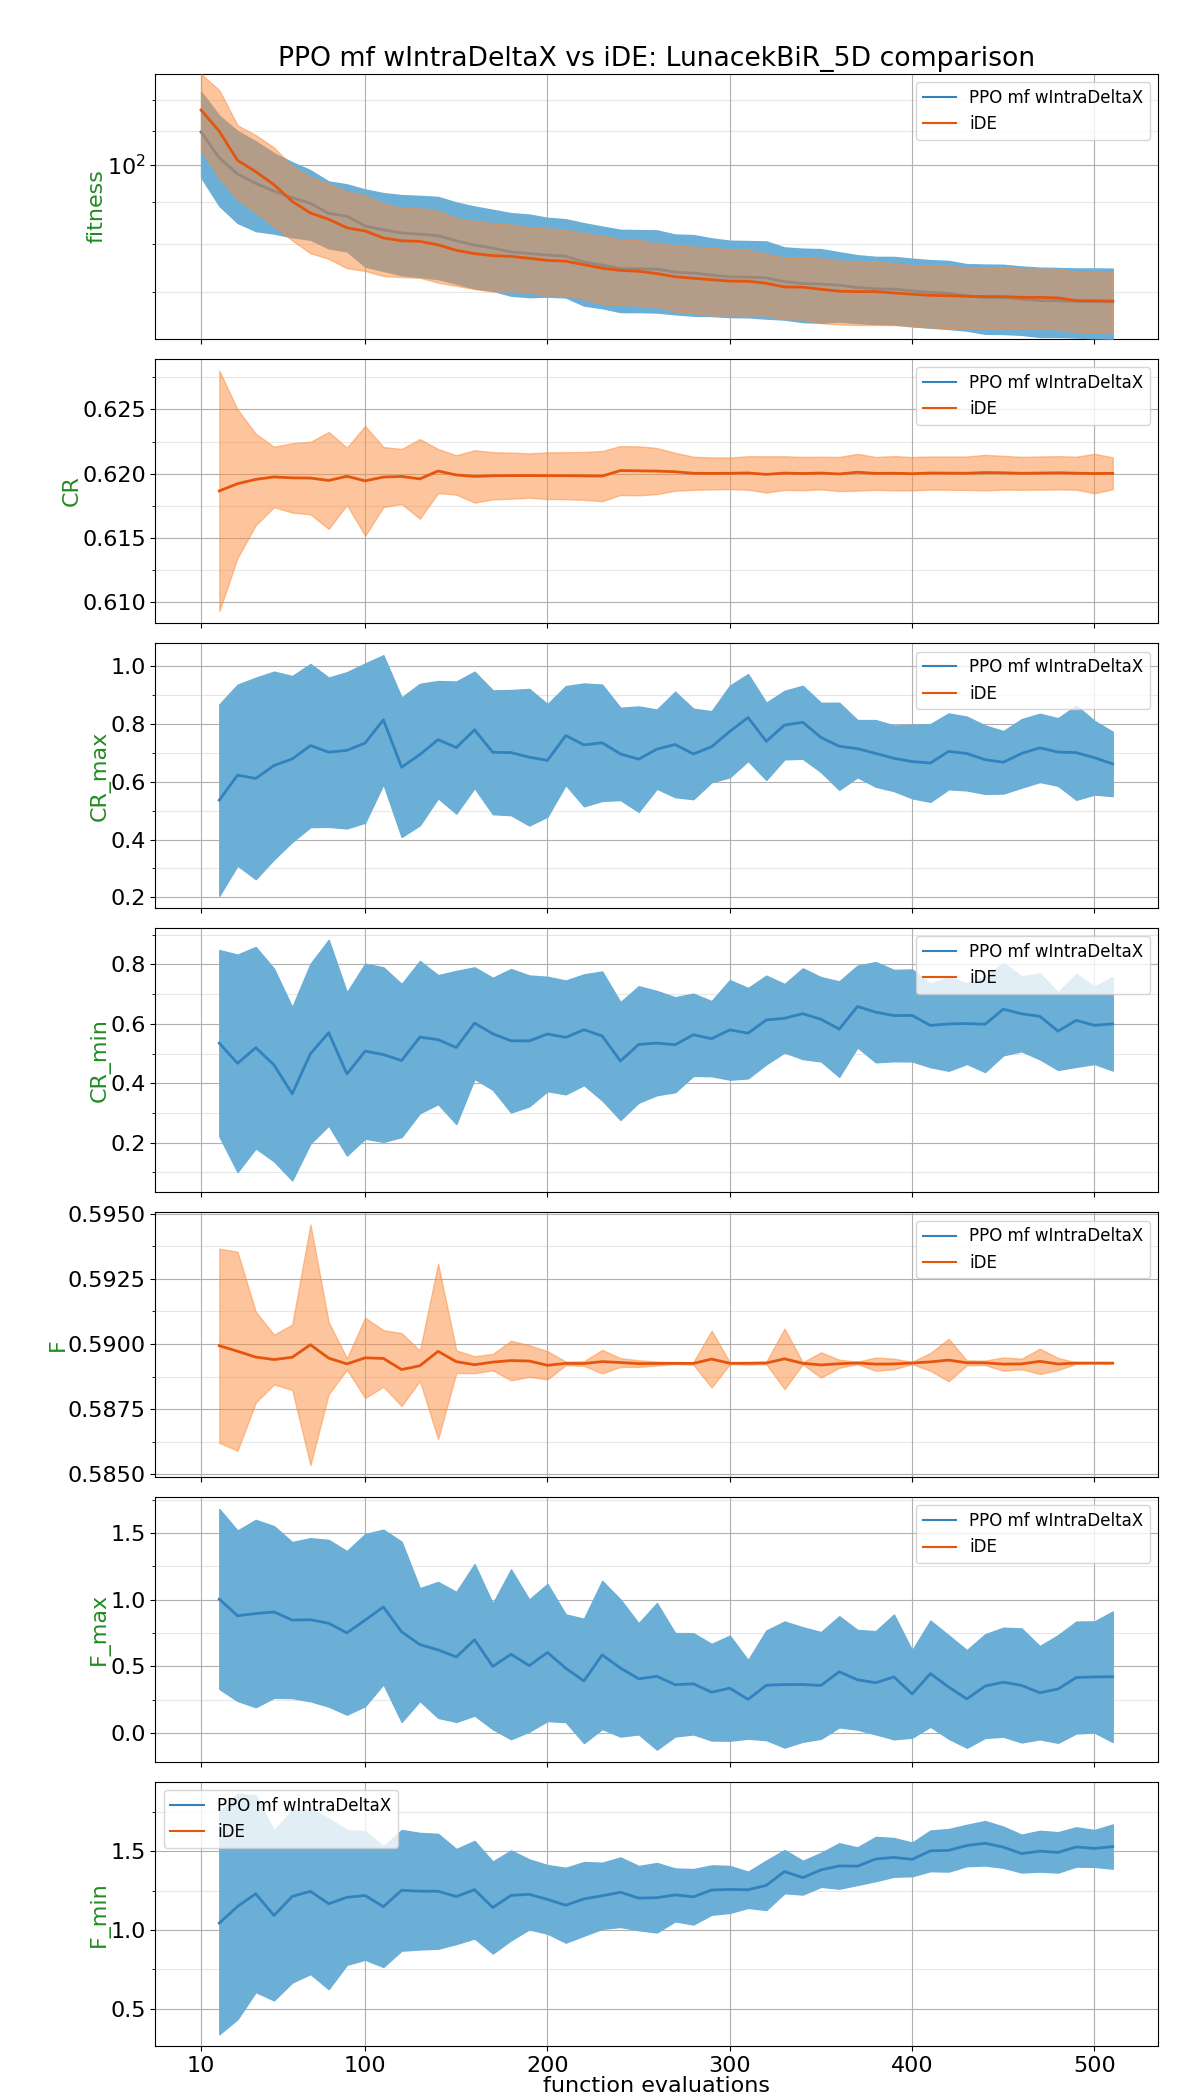 PPO mf wIntraDeltaX vs iDE: LunacekBiR_5D comparison
PPO mf wIntraDeltaX
iDE
10²
fitness
PPO mf wIntraDeltaX
iDE
0.625
0.620
0.615
0.610
CR
PPO mf wIntraDeltaX
iDE
1.0
0.8
0.6
0.4
0.2
CR_max
PPO mf wIntraDeltaX
iDE
0.8
0.6
0.4
0.2
CR_min
PPO mf wIntraDeltaX
iDE
0.5950
0.5925
0.5900
0.5875
0.5850
F
PPO mf wIntraDeltaX
iDE
1.5
1.0
0.5
0.0
F_max
PPO mf wIntraDeltaX
iDE
1.5
1.0
0.5
F_min
10 100 200 300 400 500
function evaluations